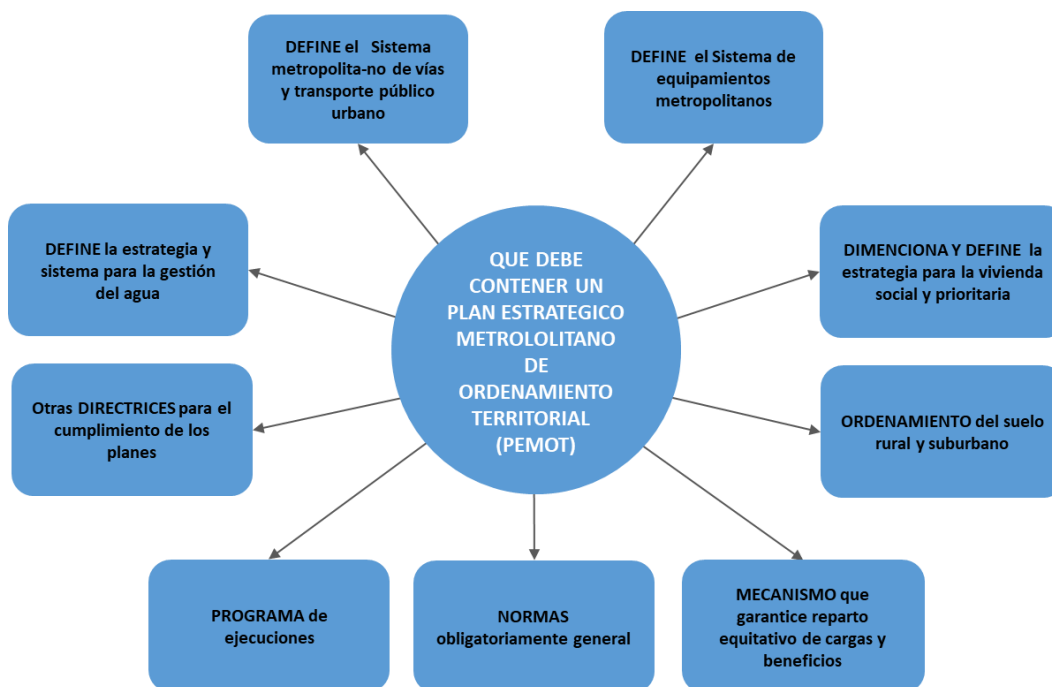 DEFINE el Sistema
metropolita-no de vías
y transporte público
urbano
DEFINE el Sistema de
equipamientos
metropolitanos
DEFINE la estrategia y
sistema para la gestión
del agua
QUE DEBE
CONTENER UN
PLAN ESTRATEGICO
METROLOLITANO
DE
ORDENAMIENTO
TERRITORIAL
(PEMOT)
DIMENCIONA Y DEFINE la
estrategia para la vivienda
social y prioritaria
Otras DIRECTRICES para el
cumplimiento de los
planes
ORDENAMIENTO del suelo
rural y suburbano
PROGRAMA de
ejecuciones
NORMAS
obligatoriamente general
MECANISMO que
garantice reparto
equitativo de cargas y
beneficios